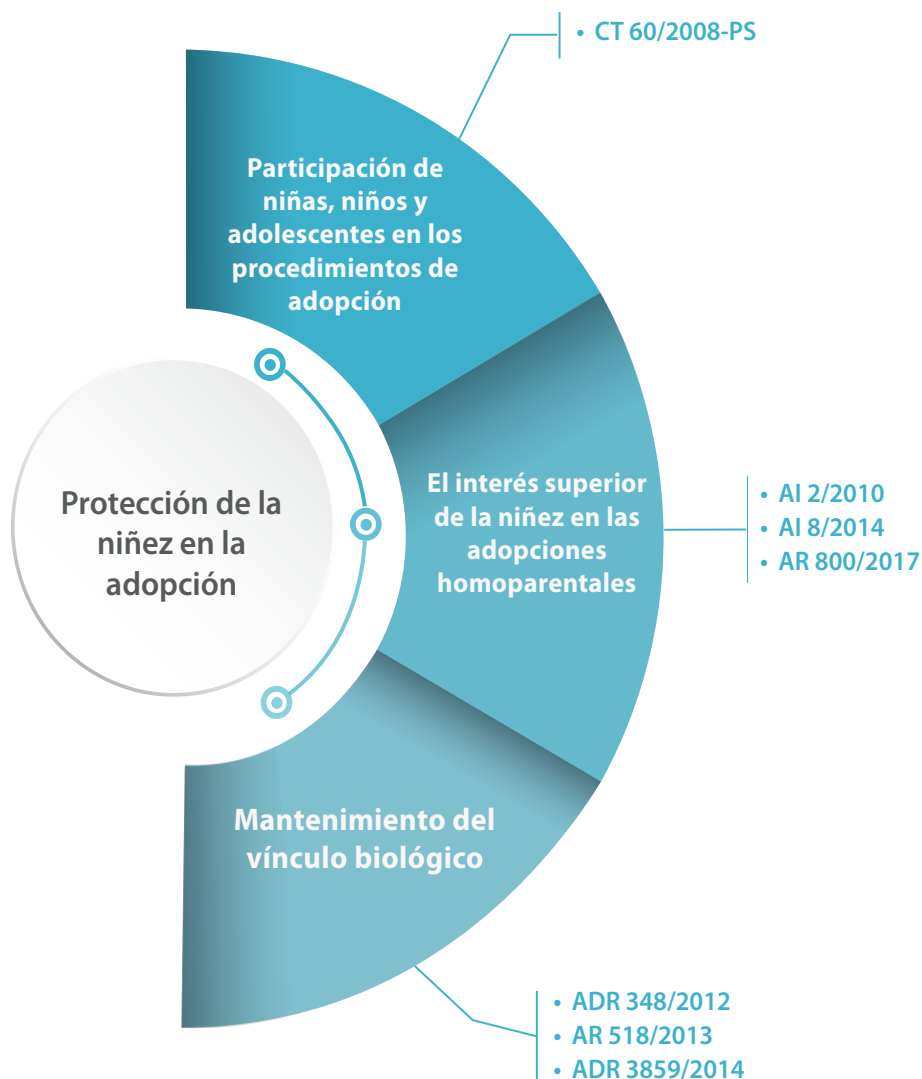 • CT 60/2008-PS
Participación de
niñas, niños y
adolescentes en los
procedimientos de
adopción
Protección de la
niñez en la
adopción
El interés superior
de la niñez en las
adopciones
homoparentales
• AI 2/2010
• AI 8/2014
• AR 800/2017
Mantenimiento del
vínculo biológico
• ADR 348/2012
• AR 518/2013
• ADR 3859/2014